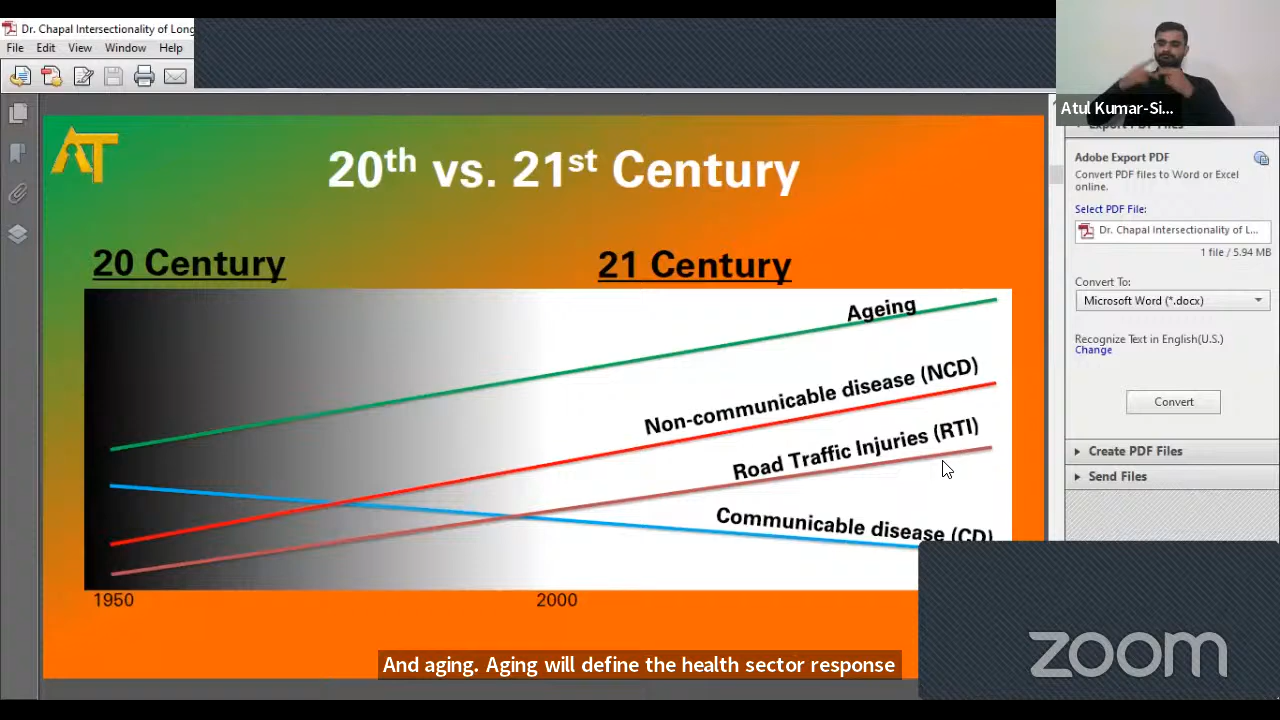 Dr. Chapal Intersectionality of Long
File Edit View Window Help
Atul Kumar-Si...
AT
20th vs. 21st Century
20 Century
21 Century
Ageing
Non-communicable disease (NCD)
Road Traffic Injuries (RTI)
Communicable disease (CD)
1950
2000
And aging. Aging will define the health sector response
Export PDF Files
Adobe Export PDF
Convert PDF files to Word or Excel
online.
Select PDF File:
Dr. Chapal Intersectionality of L...
1 file / 5.94 MB
Convert To:
Microsoft Word (*.docx)
Recognize Text in English(U.S.)
Change
Convert
Create PDF Files
Send Files
zoom